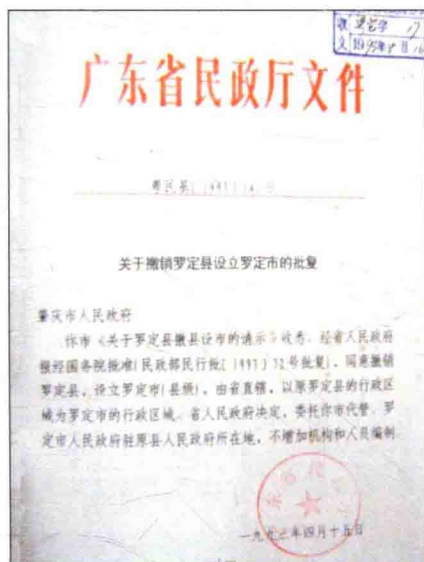 广东省民政厅文件
关于撤销罗定县设立罗定市的批复
肇庆市人民政府
你市《关于罗定县撤县设市的请示》收悉。经省人民政府
报经国务院批准(民政部民行批〔1993〕72号批复)，同意撤销
罗定县，设立罗定市(县级)，由省直辖，以原罗定县的行政区
域为罗定市的行政区域。省人民政府决定，委托你市代管。罗
定市人民政府驻原县人民政府所在地，不增加机构和人员编制
一九九三年四月十五日